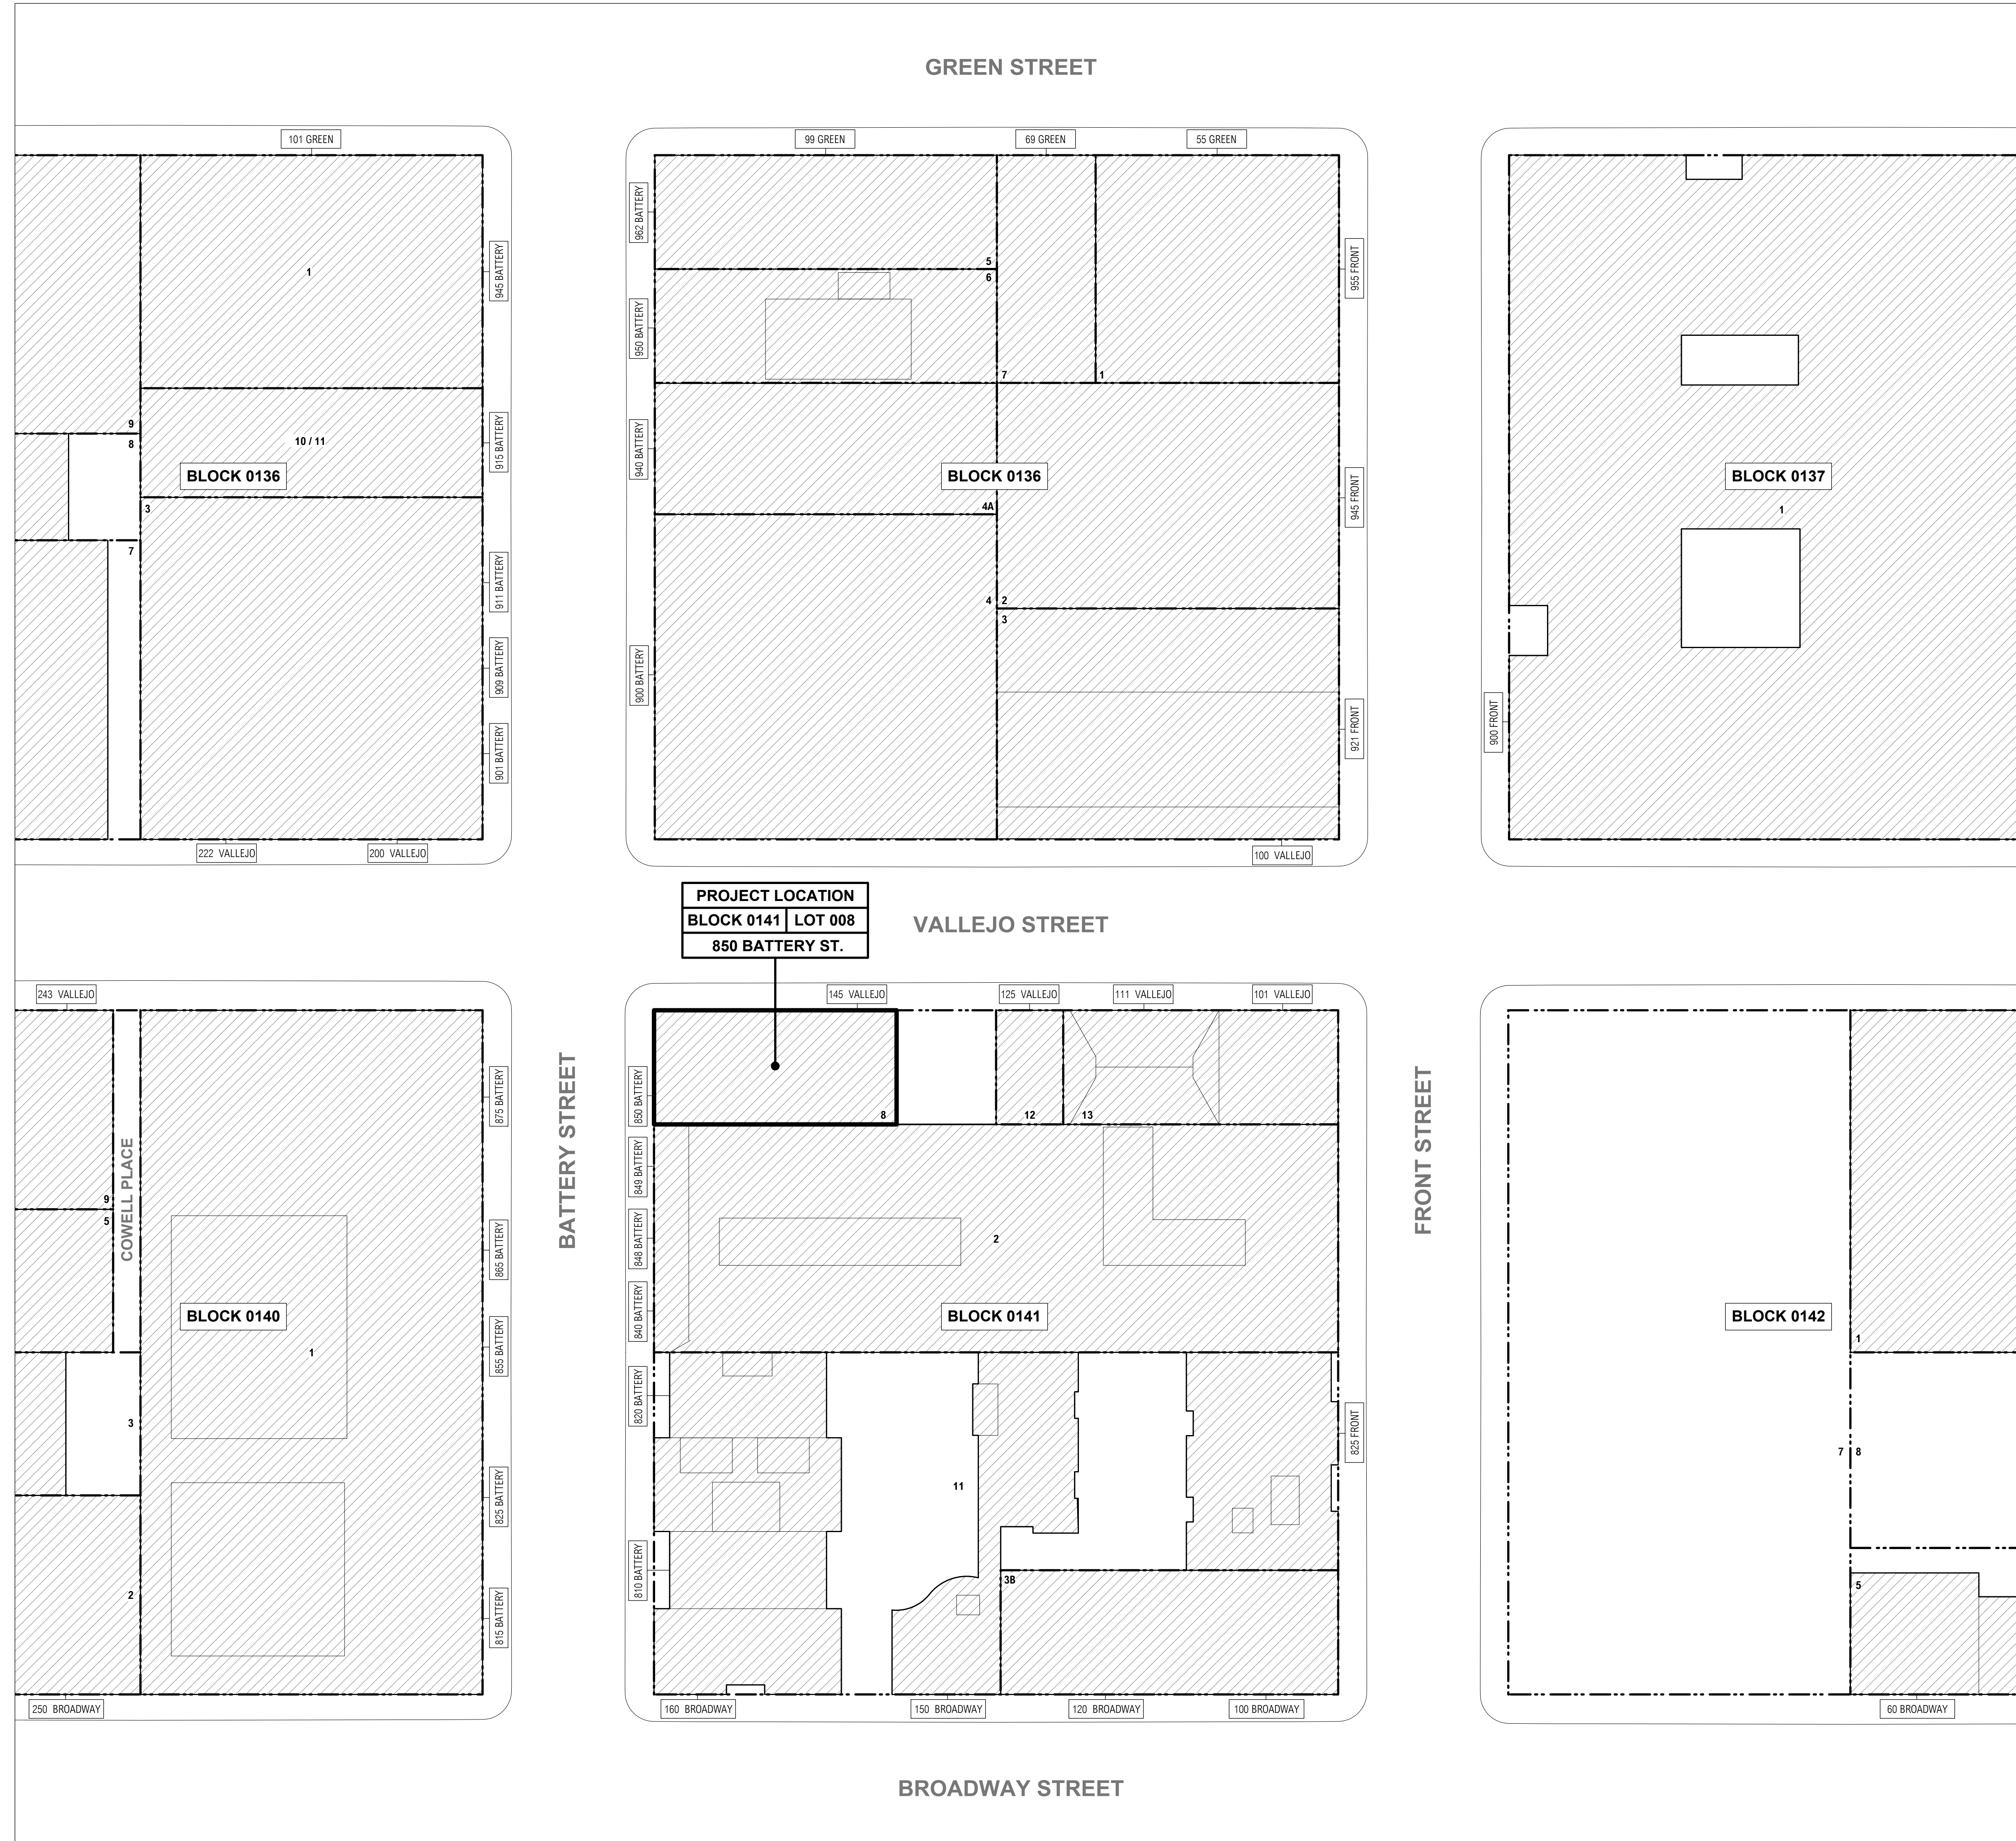 GREEN STREET
101 GREEN
99 GREEN
69 GREEN
55 GREEN
945 BATTERY
915 BATTERY
911 BATTERY
909 BATTERY
901 BATTERY
1
9
8
10 / 11
BLOCK 0136
3
7
222 VALLEJO
200 VALLEJO
962 BATTERY
950 BATTERY
940 BATTERY
900 BATTERY
5
6
7
1
BLOCK 0136
4A
4
2
3
955 FRONT
945 FRONT
921 FRONT
100 VALLEJO
900 FRONT
BLOCK 0137
1
PROJECT LOCATION
BLOCK 0141
LOT 008
850 BATTERY ST.
VALLEJO STREET
243 VALLEJO
COWELL PLACE
9
5
BLOCK 0140
1
3
2
875 BATTERY
865 BATTERY
855 BATTERY
825 BATTERY
815 BATTERY
250 BROADWAY
BATTERY STREET
145 VALLEJO
125 VALLEJO
111 VALLEJO
101 VALLEJO
850 BATTERY
849 BATTERY
848 BATTERY
840 BATTERY
820 BATTERY
810 BATTERY
8
12
13
2
BLOCK 0141
11
3B
825 FRONT
160 BROADWAY
150 BROADWAY
120 BROADWAY
100 BROADWAY
FRONT STREET
BLOCK 0142
1
7
8
5
60 BROADWAY
BROADWAY STREET